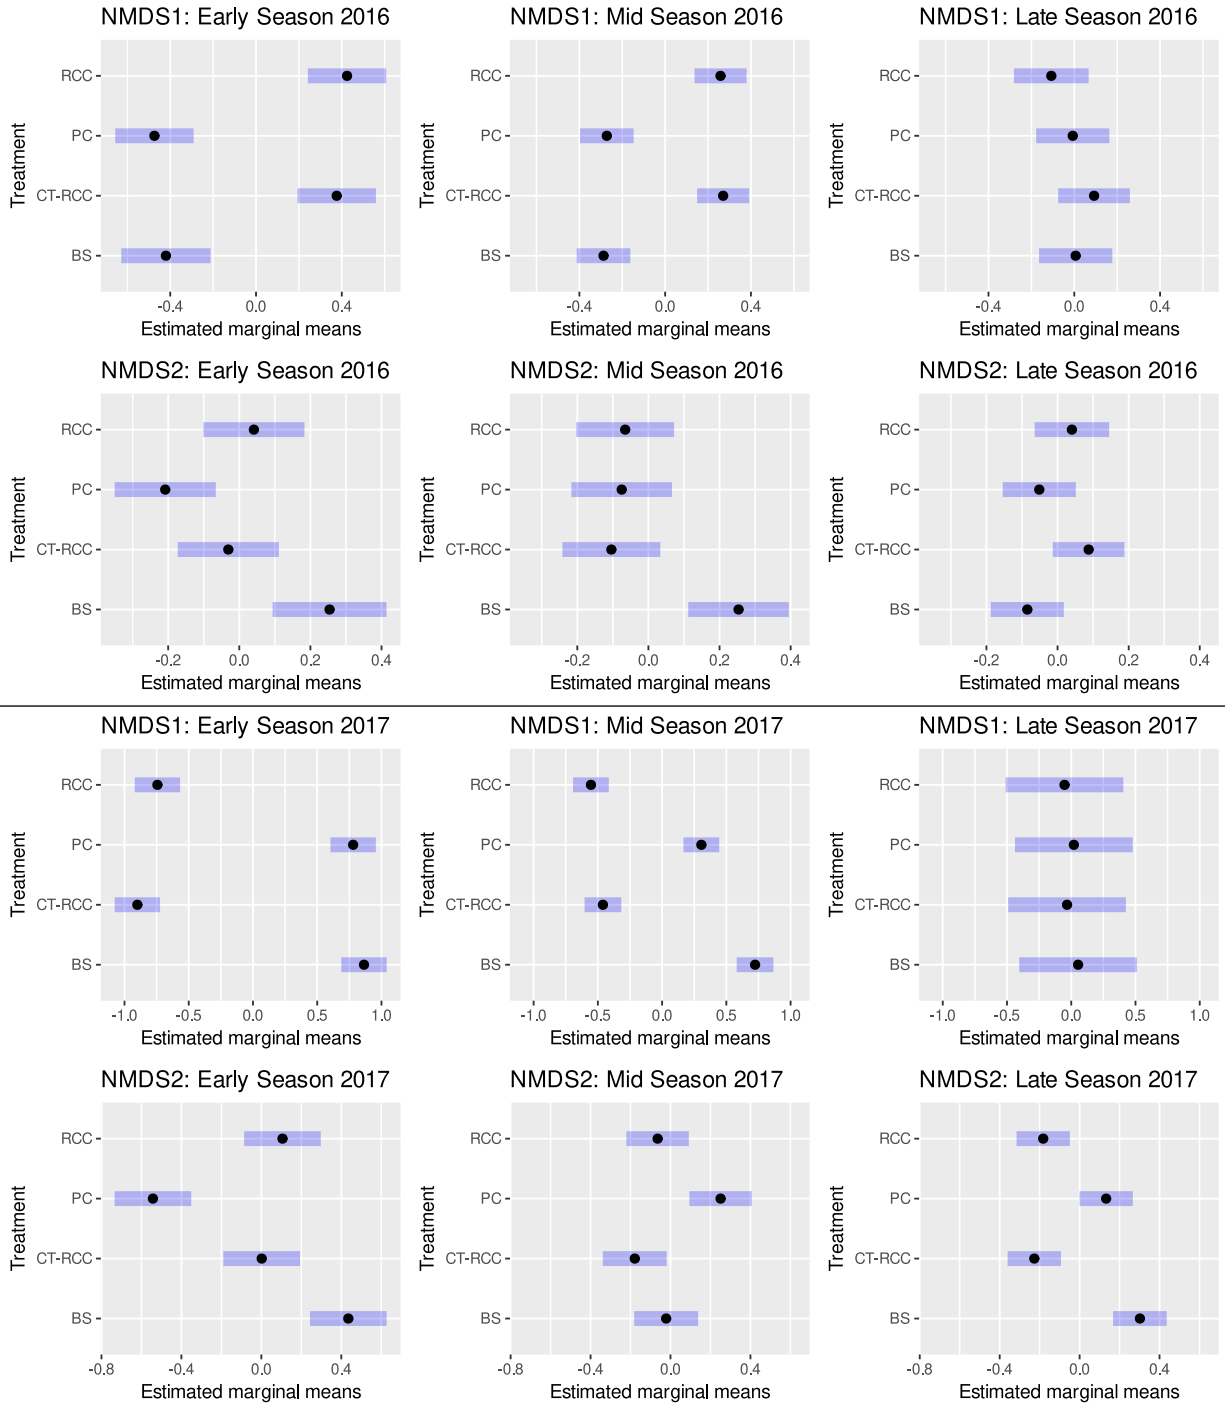 NMDS1: Early Season 2016
Treatment
RCC
PC
CT-RCC
BS
-0.4 0.0 0.4
Estimated marginal means
NMDS1: Mid Season 2016
Treatment
RCC
PC
CT-RCC
BS
-0.4 0.0 0.4
Estimated marginal means
NMDS1: Late Season 2016
Treatment
RCC
PC
CT-RCC
BS
-0.4 0.0 0.4
Estimated marginal means
NMDS2: Early Season 2016
Treatment
RCC
PC
CT-RCC
BS
-0.2 0.0 0.2 0.4
Estimated marginal means
NMDS2: Mid Season 2016
Treatment
RCC
PC
CT-RCC
BS
-0.2 0.0 0.2 0.4
Estimated marginal means
NMDS2: Late Season 2016
Treatment
RCC
PC
CT-RCC
BS
-0.2 0.0 0.2 0.4
Estimated marginal means
NMDS1: Early Season 2017
Treatment
RCC
PC
CT-RCC
BS
-1.0 -0.5 0.0 0.5 1.0
Estimated marginal means
NMDS1: Mid Season 2017
Treatment
RCC
PC
CT-RCC
BS
-1.0 -0.5 0.0 0.5 1.0
Estimated marginal means
NMDS1: Late Season 2017
Treatment
RCC
PC
CT-RCC
BS
-1.0 -0.5 0.0 0.5 1.0
Estimated marginal means
NMDS2: Early Season 2017
Treatment
RCC
PC
CT-RCC
BS
-0.8 -0.4 0.0 0.4
Estimated marginal means
NMDS2: Mid Season 2017
Treatment
RCC
PC
CT-RCC
BS
-0.8 -0.4 0.0 0.4
Estimated marginal means
NMDS2: Late Season 2017
Treatment
RCC
PC
CT-RCC
BS
-0.8 -0.4 0.0 0.4
Estimated marginal means